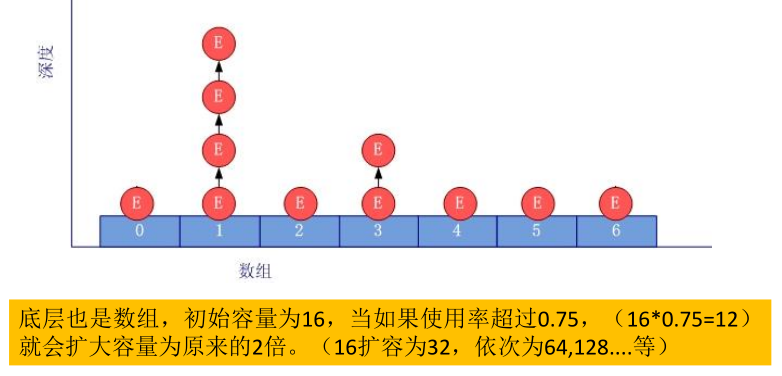 深度
E
E
E
E
E E E E E E E
0 1 2 3 4 5 6
数组
底层也是数组，初始容量为16，当如果使用率超过0.75，（16*0.75=12）
就会扩大容量为原来的2倍。（16扩容为32，依次为64,128....等）